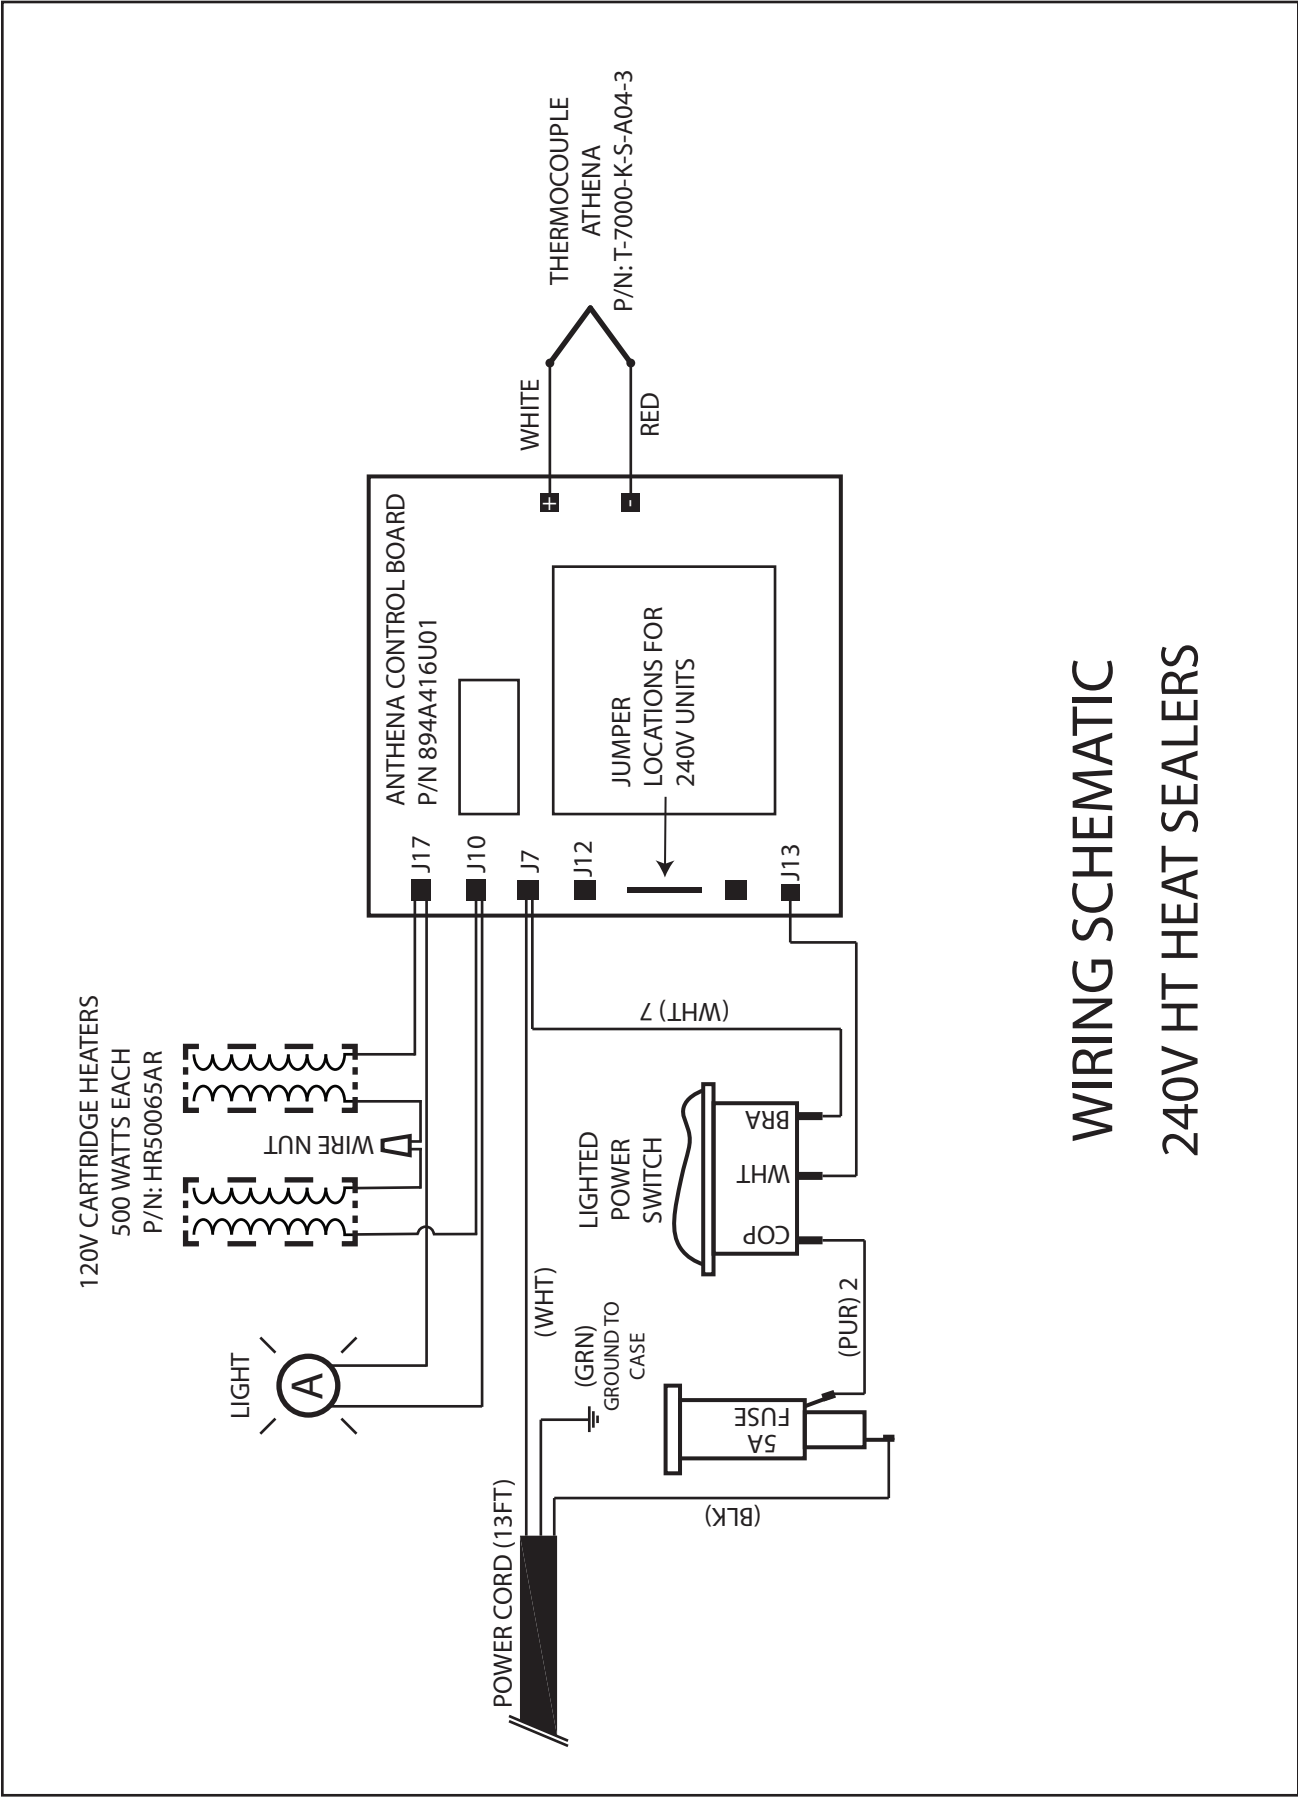 120V CARTRIDGE HEATERS
500 WATTS EACH
P/N: HR50065AR
LIGHT
A
WIRE NUT
ANTHENA CONTROL BOARD
P/N 894A416U01
J17
J10
J7
J12
J13
JUMPER
LOCATIONS FOR
240V UNITS
+
-
WHITE
RED
THERMOCOUPLE
ATHENA
P/N: T-7000-K-S-A04-3
POWER CORD (13FT)
(WHT)
(GRN)
GROUND TO
CASE
(BLK)
5A
FUSE
(PUR) 2
LIGHTED
POWER
SWITCH
COP
WHT
BRA
(WHT) 7
WIRING SCHEMATIC
240V HT HEAT SEALERS